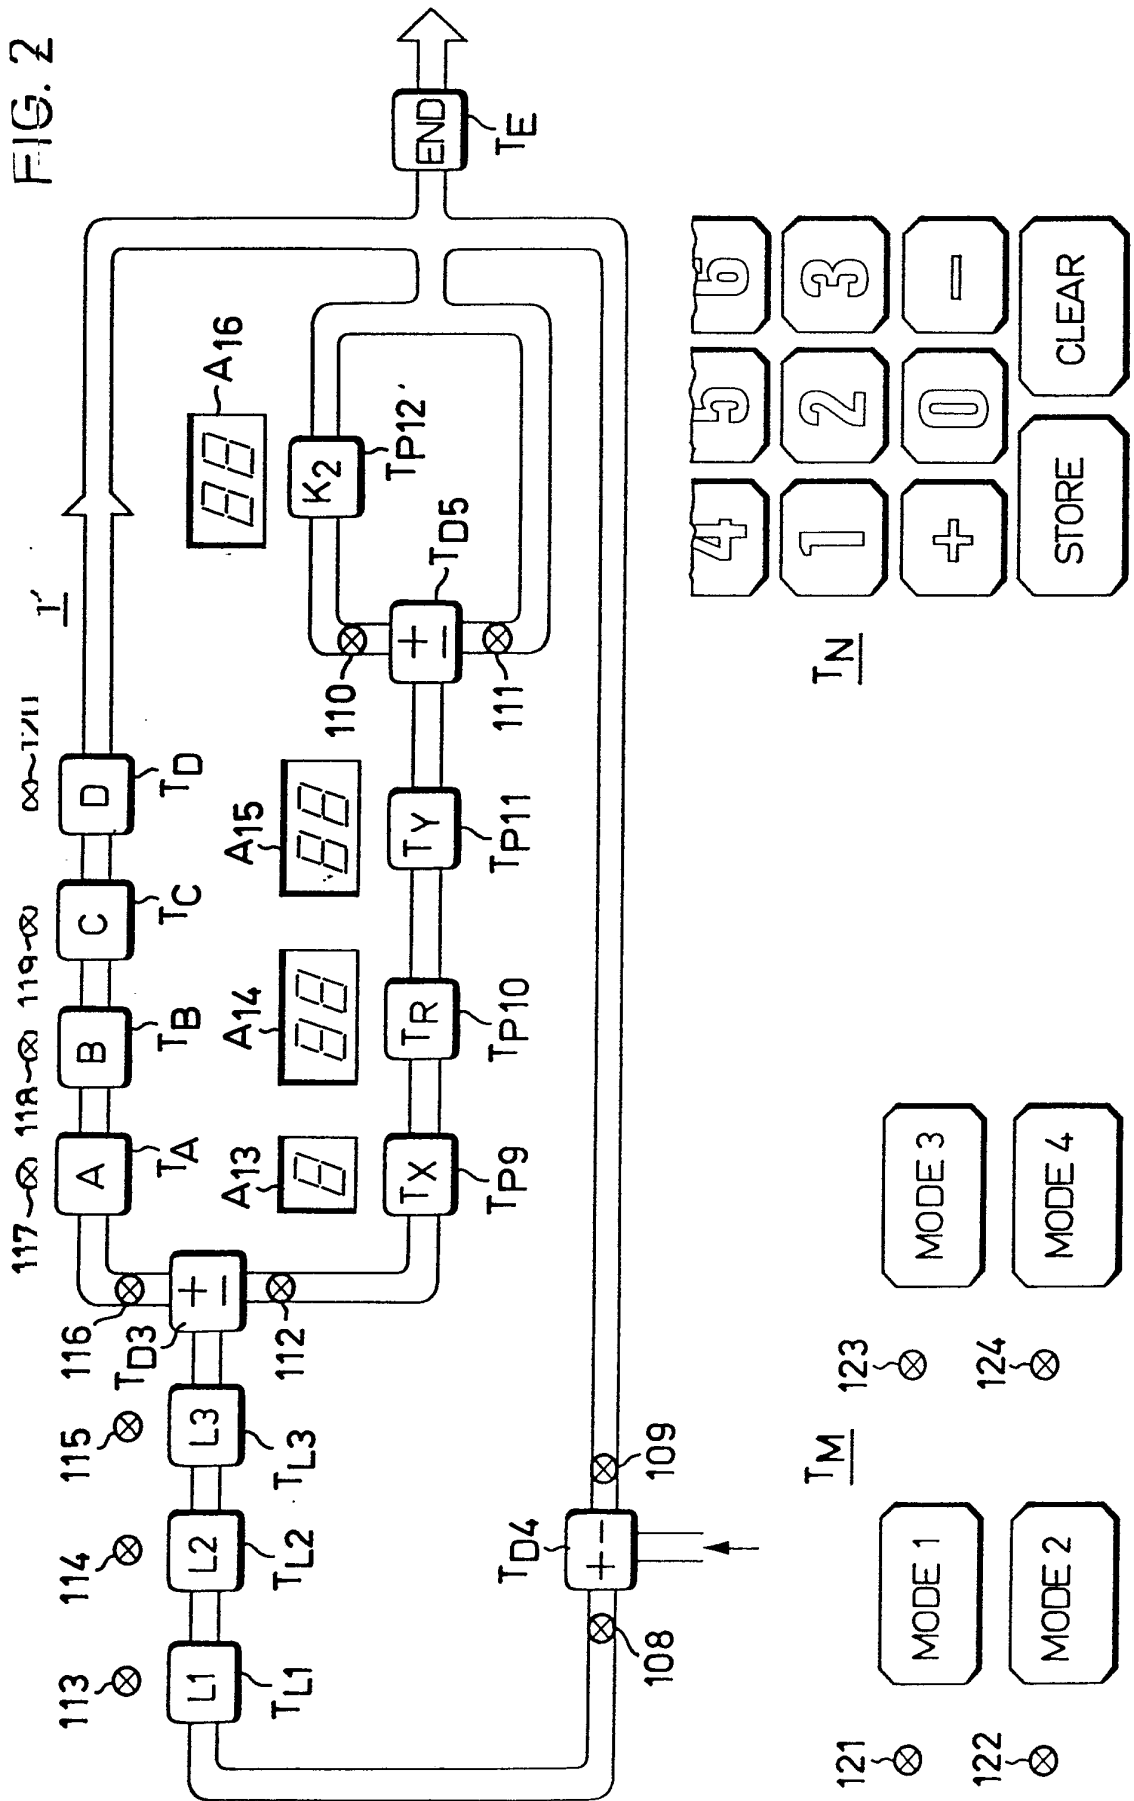 FIG. 2
1'
117
118
119
120
A
B
C
D
TA
TB
TC
TD
116
115
114
113
L1
L2
L3
TL1
TL2
TL3
+
−
TD3
112
A13
A14
A15
A16
TX
TR
TY
TP9
TP10
TP11
110
111
+
−
TD5
K2
TP12'
END
TE
108
+ −
TD4
109
TM
121
MODE 1
122
MODE 2
123
MODE 3
124
MODE 4
TN
4 5 6
1 2 3
+ 0 −
STORE CLEAR